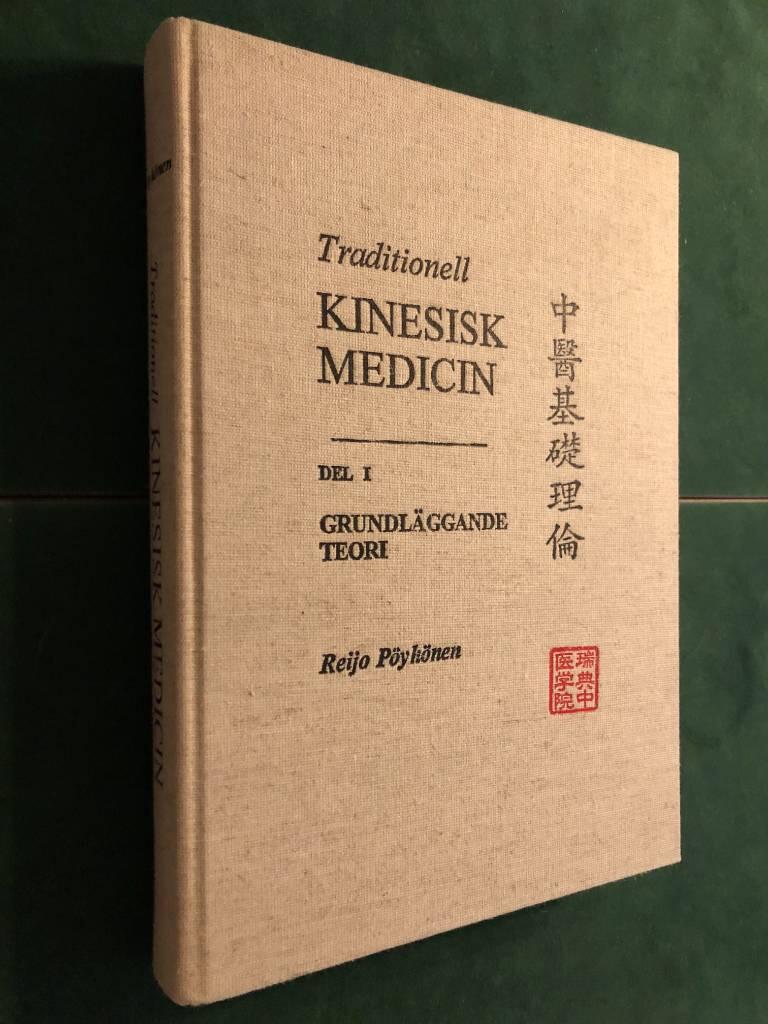 Traditionell
KINESISK
MEDICIN
DEL I
GRUNDLÄGGANDE
TEORI
Reijo Pöykönen
中醫基礎理倫
瑞典中
医学院
Traditionell KINESISK MEDICIN